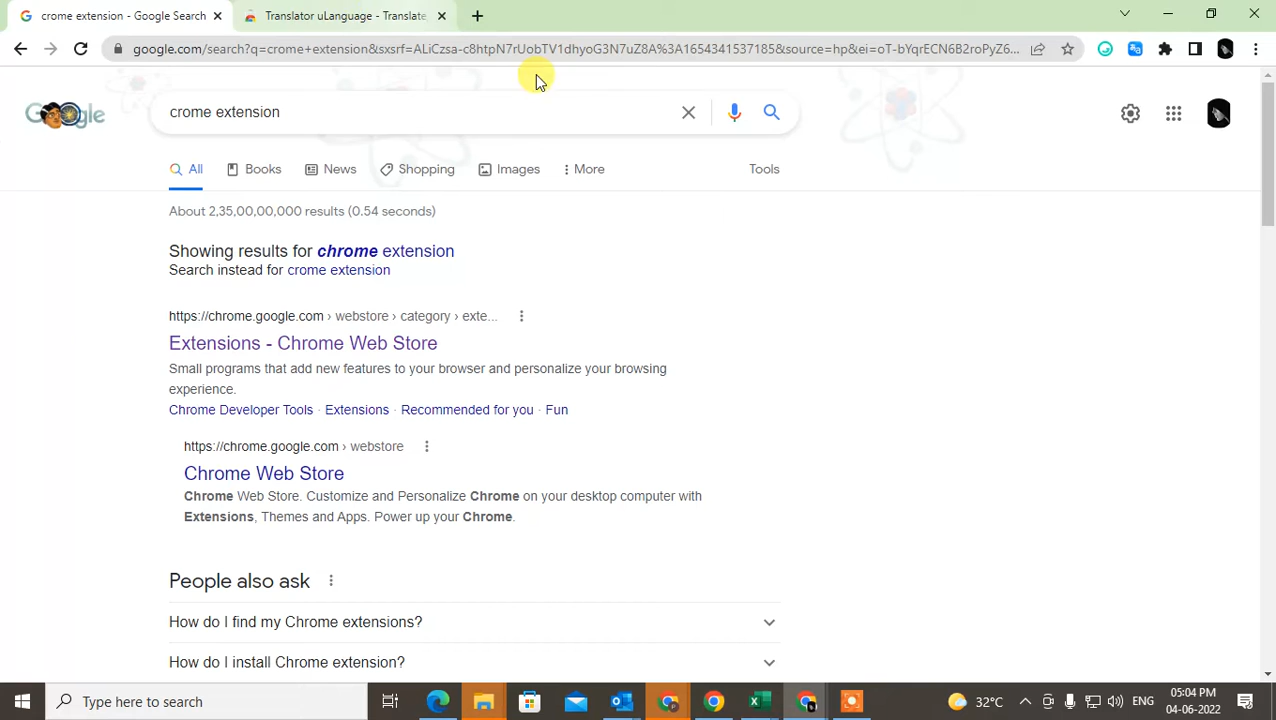 crome extension - Google Search
Translator uLanguage - Translate
google.com/search?q=crome+extension&sxsrf=ALiCzsa-c8htpN7rUobTV1dhyoG3N7uZ8A%3A1654341537185&source=hp&ei=oT-bYqrECN6B2roPyZ6...
crome extension
All
Books
News
Shopping
Images
More
Tools
About 2,35,00,00,000 results (0.54 seconds)
Showing results for chrome extension
Search instead for crome extension
https://chrome.google.com › webstore › category › exte...
Extensions - Chrome Web Store
Small programs that add new features to your browser and personalize your browsing
experience.
Chrome Developer Tools · Extensions · Recommended for you · Fun
https://chrome.google.com › webstore
Chrome Web Store
Chrome Web Store. Customize and Personalize Chrome on your desktop computer with
Extensions, Themes and Apps. Power up your Chrome.
People also ask
How do I find my Chrome extensions?
How do I install Chrome extension?
Type here to search
32°C
ENG
05:04 PM
04-06-2022